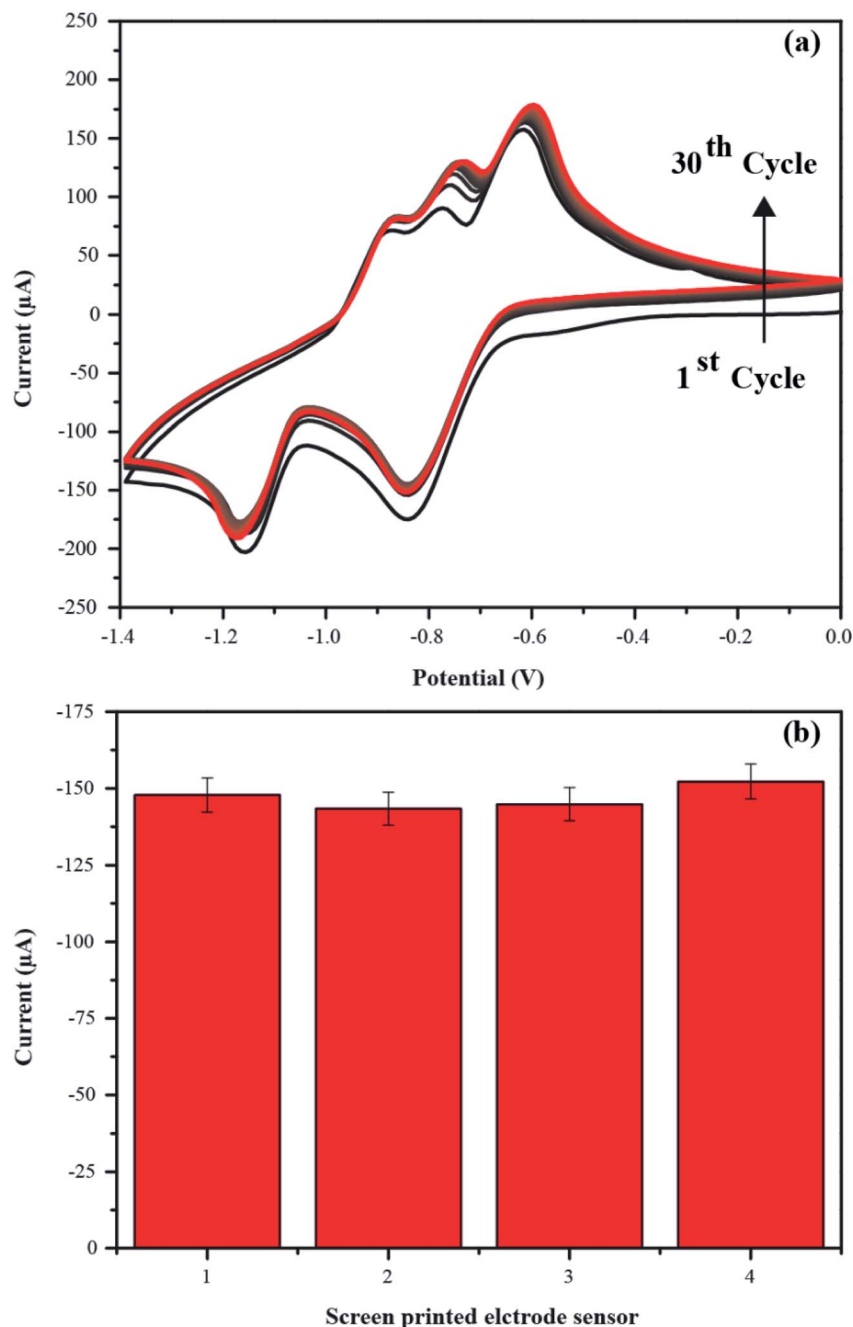 (a)
250
200
150
100
50
0
-50
-100
-150
-200
-250
Current (µA)
30th Cycle
1st Cycle
-1.4 -1.2 -1.0 -0.8 -0.6 -0.4 -0.2 0.0
Potential (V)
(b)
-175
-150
-125
-100
-75
-50
-25
0
Current (µA)
1 2 3 4
Screen printed elctrode sensor